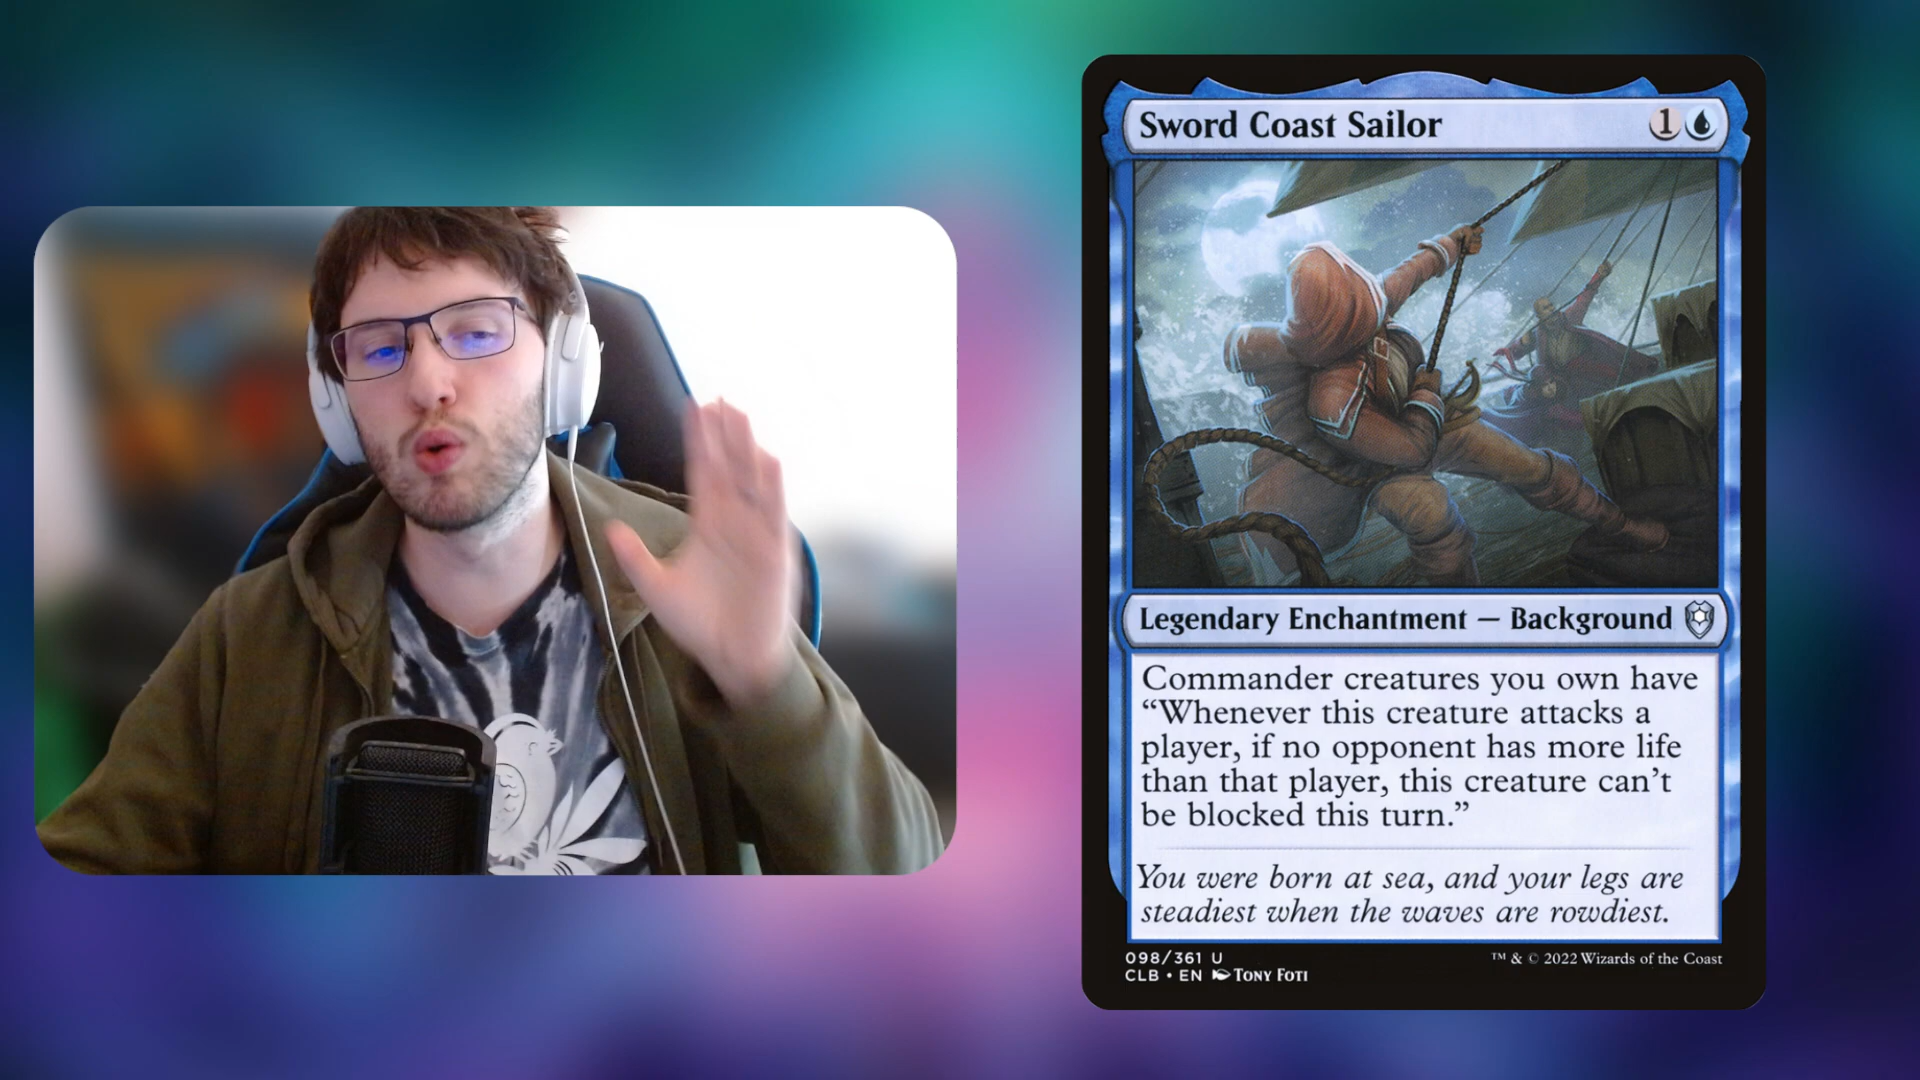 Sword Coast Sailor
1
Legendary Enchantment — Background
Commander creatures you own have
“Whenever this creature attacks a
player, if no opponent has more life
than that player, this creature can’t
be blocked this turn.”
You were born at sea, and your legs are
steadiest when the waves are rowdiest.
098/361 U
™ & © 2022 Wizards of the Coast
CLB • EN Tony Foti